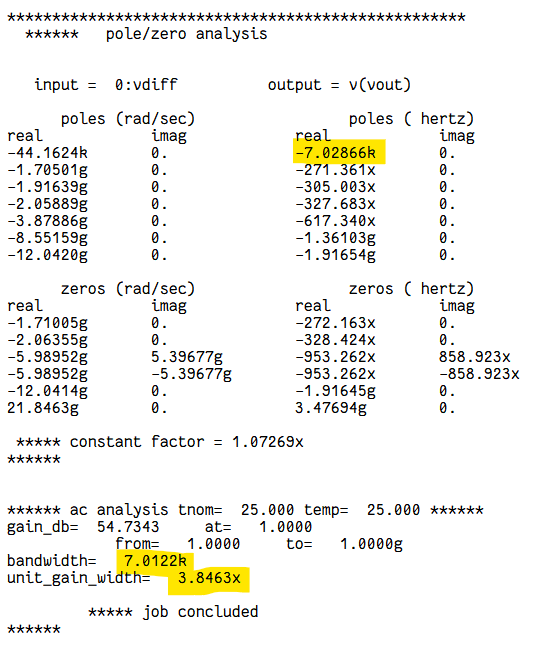 ***************************************************
****** pole/zero analysis
input = 0:vdiff output = v(vout)
poles (rad/sec) poles ( hertz)
real imag real imag
-44.1624k 0. -7.02866k 0.
-1.70501g 0. -271.361x 0.
-1.91639g 0. -305.003x 0.
-2.05889g 0. -327.683x 0.
-3.87886g 0. -617.340x 0.
-8.55159g 0. -1.36103g 0.
-12.0420g 0. -1.91654g 0.
zeros (rad/sec) zeros ( hertz)
real imag real imag
-1.71005g 0. -272.163x 0.
-2.06355g 0. -328.424x 0.
-5.98952g 5.39677g -953.262x 858.923x
-5.98952g -5.39677g -953.262x -858.923x
-12.0414g 0. -1.91645g 0.
21.8463g 0. 3.47694g 0.
***** constant factor = 1.07269x
******
****** ac analysis tnom= 25.000 temp= 25.000 ******
gain_db= 54.7343 at= 1.0000
from= 1.0000 to= 1.0000g
bandwidth= 7.0122k
unit_gain_width= 3.8463x
***** job concluded
******